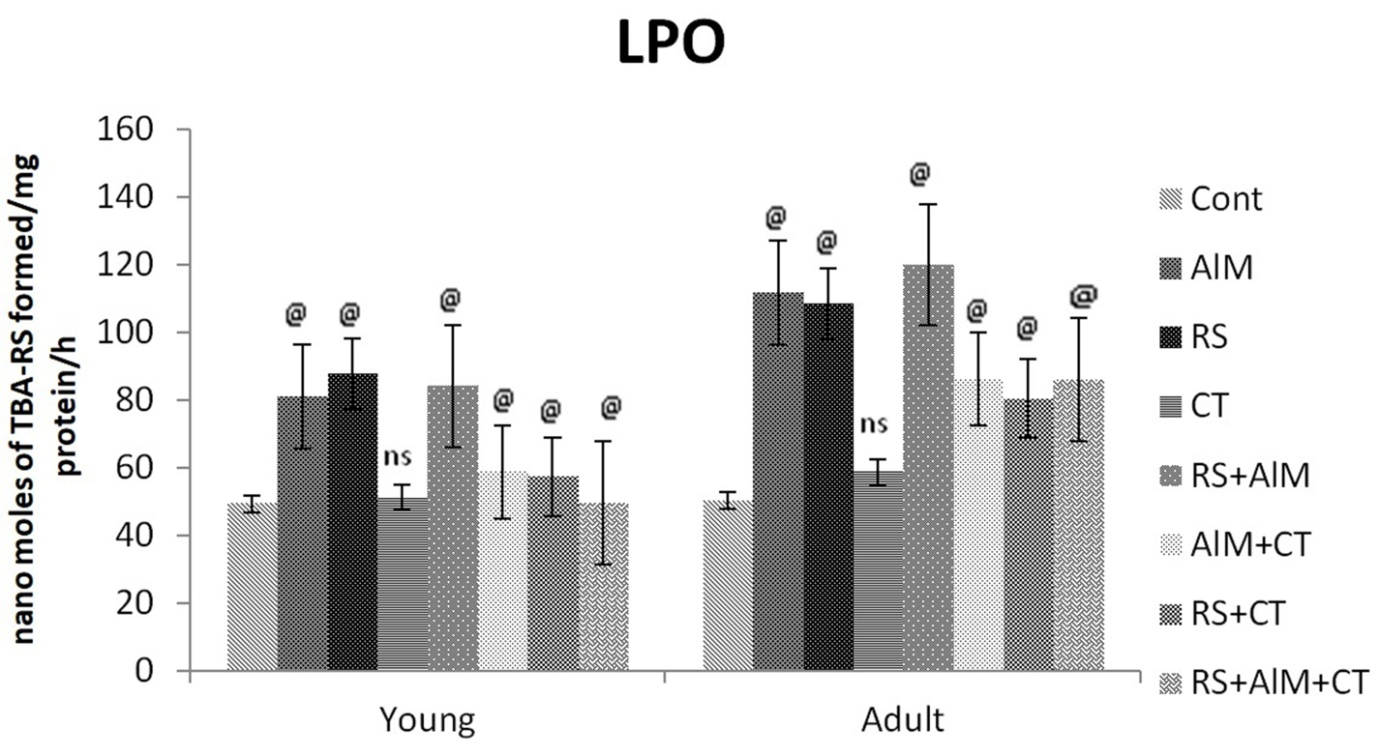 LPO
nano moles of TBA-RS formed/mg
protein/h
160
140
120
100
80
60
40
20
0
@
@
ns
@
@
@
@
@
@
ns
@
@
@
@
Young
Adult
Cont
AlM
RS
CT
RS+AlM
AlM+CT
RS+CT
RS+AlM+CT